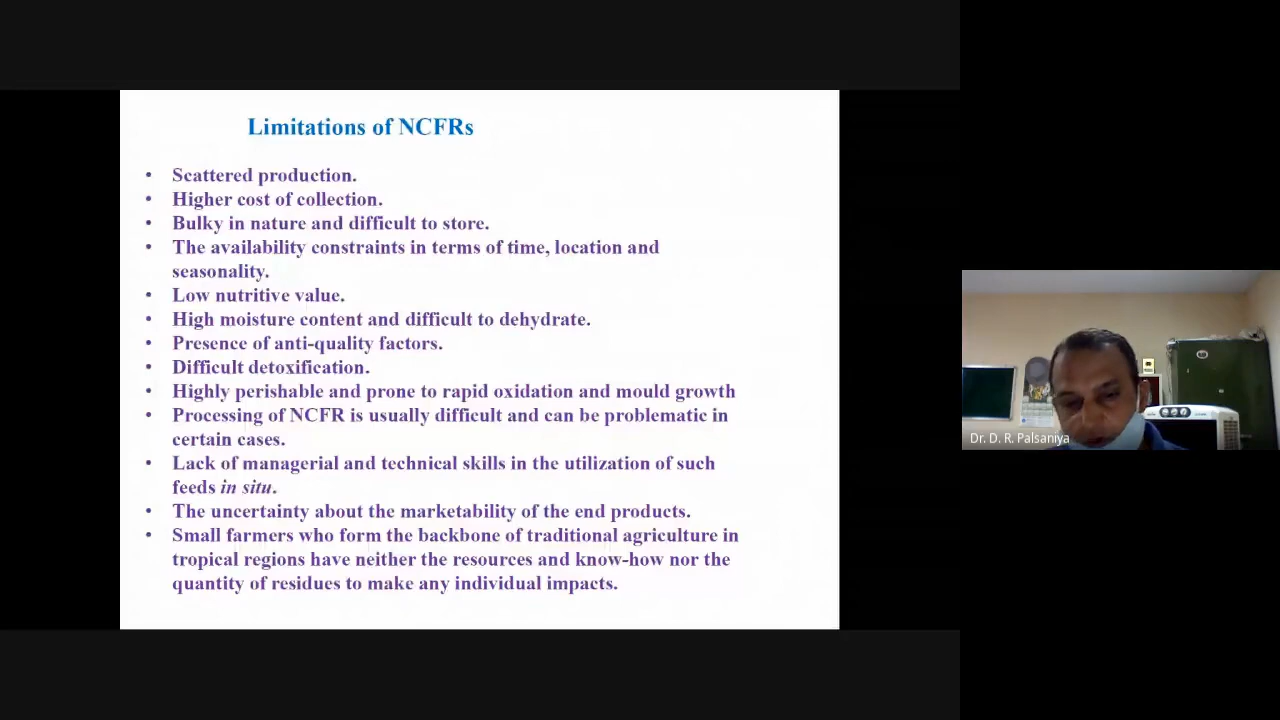 Limitations of NCFRs
• Scattered production.
• Higher cost of collection.
• Bulky in nature and difficult to store.
• The availability constraints in terms of time, location and
seasonality.
• Low nutritive value.
• High moisture content and difficult to dehydrate.
• Presence of anti-quality factors.
• Difficult detoxification.
• Highly perishable and prone to rapid oxidation and mould growth
• Processing of NCFR is usually difficult and can be problematic in
certain cases.
• Lack of managerial and technical skills in the utilization of such
feeds in situ.
• The uncertainty about the marketability of the end products.
• Small farmers who form the backbone of traditional agriculture in
tropical regions have neither the resources and know-how nor the
quantity of residues to make any individual impacts.
Dr. D. R. Palsaniya